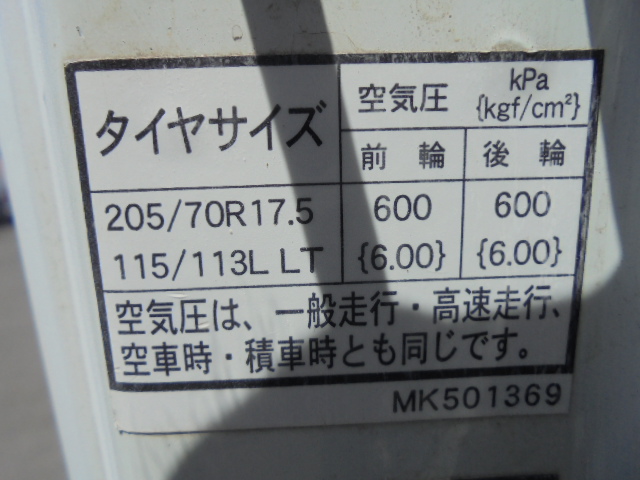 タイヤサイズ
空気圧 kPa
{kgf/cm²}
前輪 後輪
205/70R17.5 600 600
115/113L LT {6.00} {6.00}
空気圧は、一般走行・高速走行、
空車時・積車時とも同じです。
MK501369